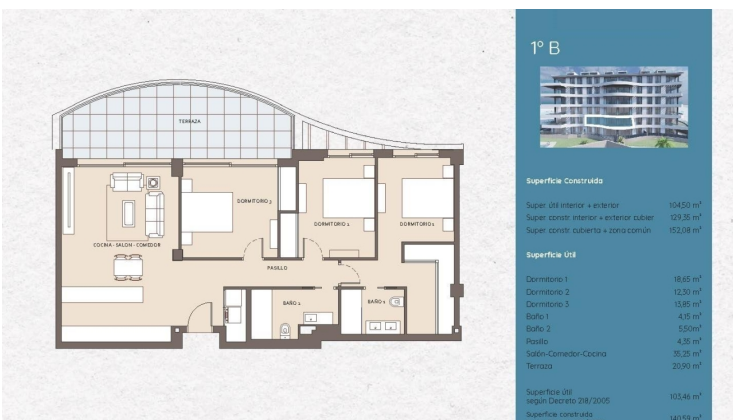 1º B
TERRAZA
DORMITORIO 3
DORMITORIO 2
DORMITORIO 1
COCINA - SALON - COMEDOR
PASILLO
BAÑO 2
BAÑO 1
Superficie Construida
Super. útil interior + exterior 104,50 m²
Super. constr. interior + exterior cubier. 129,35 m²
Super. constr. cubierta + zona común 152,08 m²
Superficie Útil
Dormitorio 1 18,65 m²
Dormitorio 2 12,30 m²
Dormitorio 3 13,85 m²
Baño 1 4,15 m²
Baño 2 5,50m²
Pasillo 4,35 m²
Salón-Comedor-Cocina 35,25 m²
Terraza 20,90 m²
Superficie útil
según Decreto 218/2005 103,46 m²
Superficie construida 140,59 m²